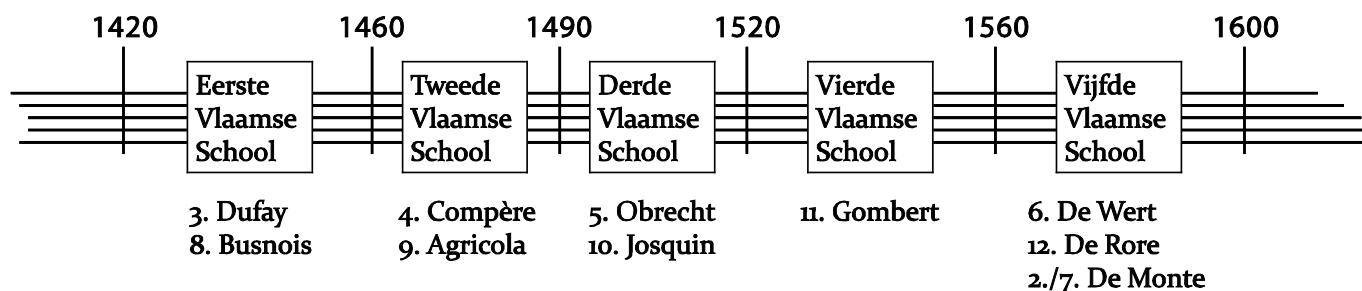 1420 1460 1490 1520 1560 1600
Eerste
Vlaamse
School
Tweede
Vlaamse
School
Derde
Vlaamse
School
Vierde
Vlaamse
School
Vijfde
Vlaamse
School
3. Dufay
8. Busnois
4. Compère
9. Agricola
5. Obrecht
10. Josquin
11. Gombert
6. De Wert
12. De Rore
2./7. De Monte